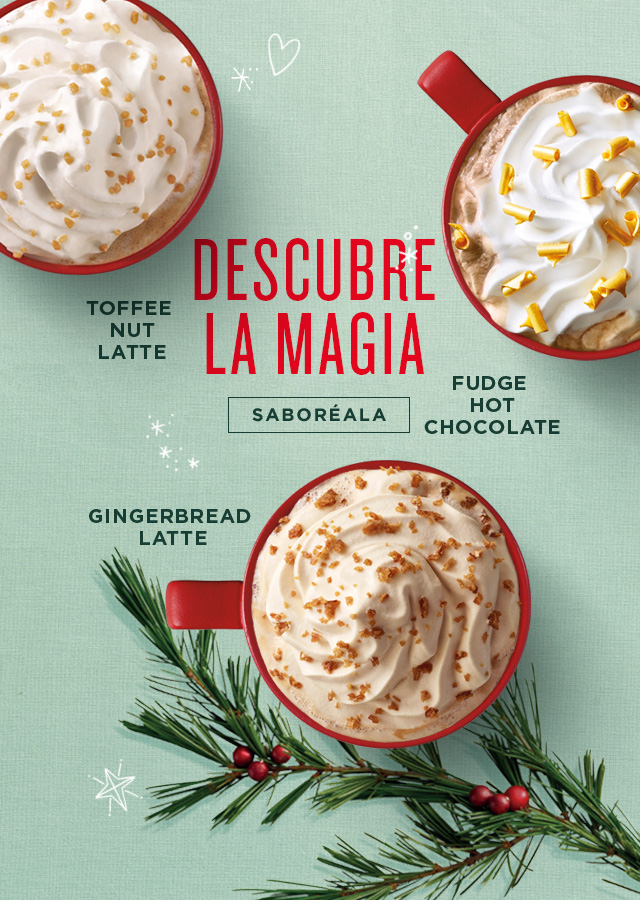 DESCUBRE
LA MAGIA
SABORÉALA
TOFFEE
NUT
LATTE
FUDGE
HOT
CHOCOLATE
GINGERBREAD
LATTE